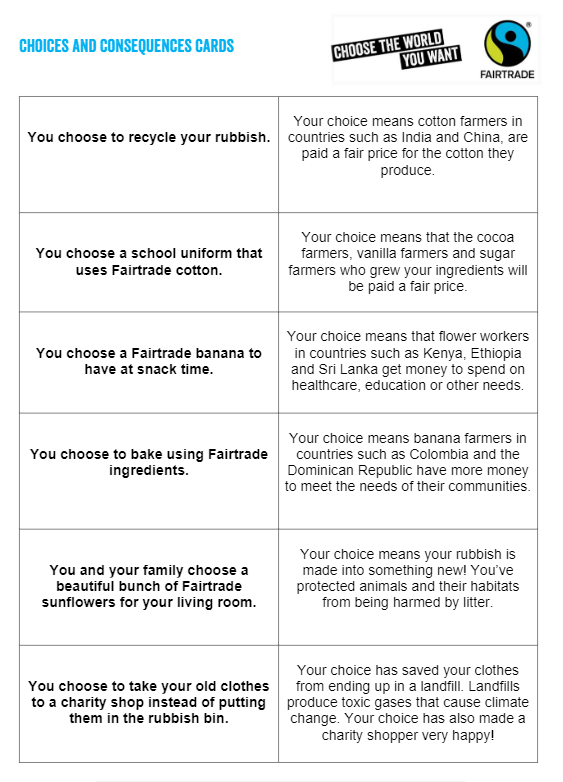 CHOICES AND CONSEQUENCES CARDS
CHOOSE THE WORLD
YOU WANT
®
FAIRTRADE
You choose to recycle your rubbish.
Your choice means cotton farmers in
countries such as India and China, are
paid a fair price for the cotton they
produce.
You choose a school uniform that
uses Fairtrade cotton.
Your choice means that the cocoa
farmers, vanilla farmers and sugar
farmers who grew your ingredients will
be paid a fair price.
You choose a Fairtrade banana to
have at snack time.
Your choice means that flower workers
in countries such as Kenya, Ethiopia
and Sri Lanka get money to spend on
healthcare, education or other needs.
You choose to bake using Fairtrade
ingredients.
Your choice means banana farmers in
countries such as Colombia and the
Dominican Republic have more money
to meet the needs of their communities.
You and your family choose a
beautiful bunch of Fairtrade
sunflowers for your living room.
Your choice means your rubbish is
made into something new! You’ve
protected animals and their habitats
from being harmed by litter.
You choose to take your old clothes
to a charity shop instead of putting
them in the rubbish bin.
Your choice has saved your clothes
from ending up in a landfill. Landfills
produce toxic gases that cause climate
change. Your choice has also made a
charity shopper very happy!